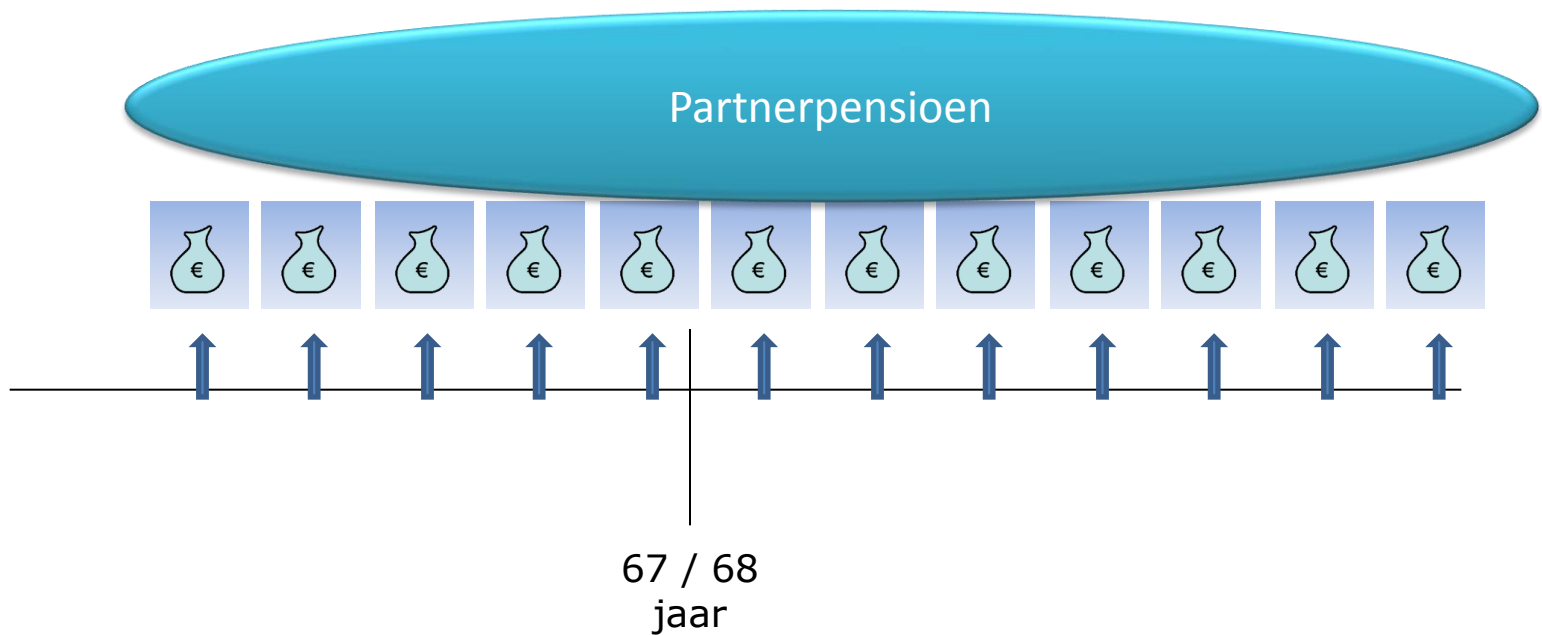 Partnerpensioen
€ € € € € € € € € € € €
67 / 68
jaar